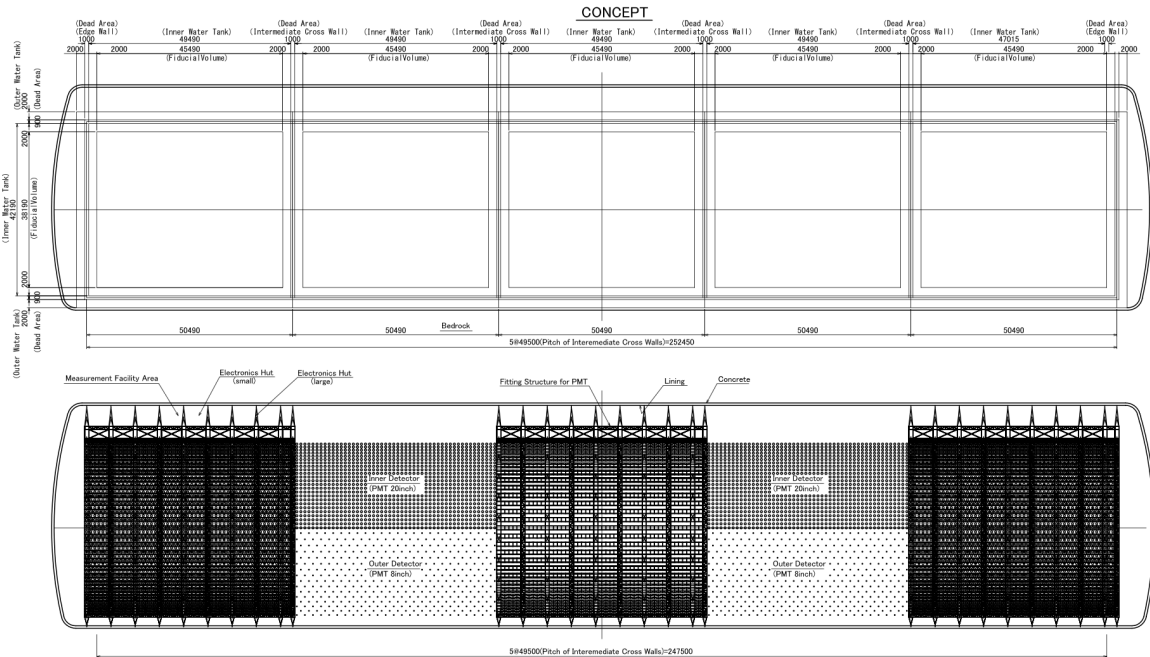 CONCEPT
(Dead Area) (Dead Area) (Dead Area) (Dead Area) (Dead Area) (Dead Area)
(Edge Wall) (Inner Water Tank) (Intermediate Cross Wall) (Inner Water Tank) (Intermediate Cross Wall) (Inner Water Tank) (Intermediate Cross Wall) (Inner Water Tank) (Intermediate Cross Wall) (Inner Water Tank) (Edge Wall)
1000 49490 1000 49490 1000 49490 1000 49490 1000 47015 1000
2000 2000 45490 2000 2000 45490 2000 2000 45490 2000 2000 45490 2000 2000 45490 2000 2000
(FiducialVolume) (FiducialVolume) (FiducialVolume) (FiducialVolume) (FiducialVolume)
(Outer Water Tank)
2000
(Dead Area)
900
2000
(Inner Water Tank)
42190
38190
(FiducialVolume)
2000
900
2000
(Dead Area)
(Outer Water Tank)
50490 50490 50490 50490 50490
Bedrock
5@49500(Pitch of Interemediate Cross Walls)=252450
Measurement Facility Area
Electronics Hut
(small)
Electronics Hut
(large)
Fitting Structure for PMT
Lining
Concrete
Inner Detector
(PMT 20inch)
Inner Detector
(PMT 20inch)
Outer Detector
(PMT 8inch)
Outer Detector
(PMT 8inch)
5@49500(Pitch of Interemediate Cross Walls)=247500